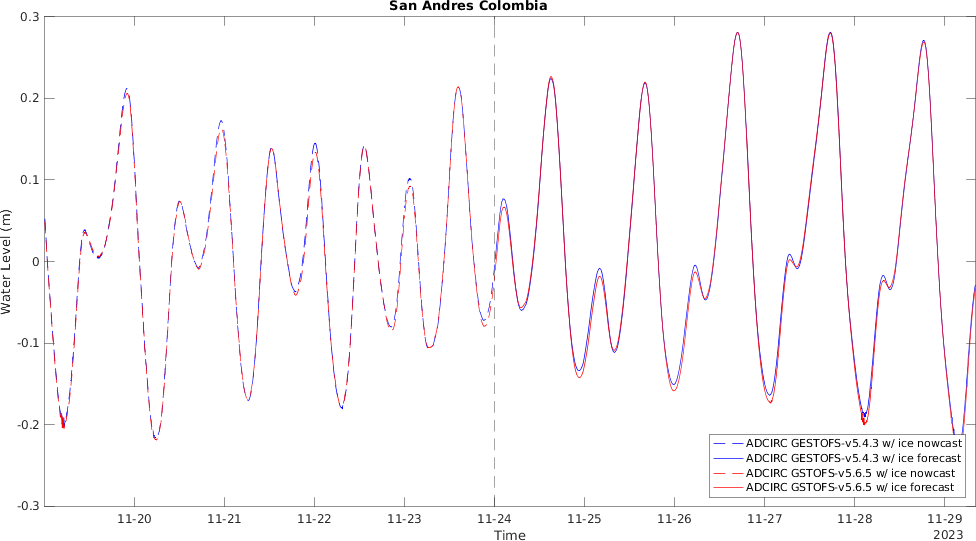 San Andres Colombia
0.3
0.2
0.1
0
-0.1
-0.2
-0.3
Water Level (m)
ADCIRC GESTOFS-v5.4.3 w/ ice nowcast
ADCIRC GESTOFS-v5.4.3 w/ ice forecast
ADCIRC GSTOFS-v5.6.5 w/ ice nowcast
ADCIRC GSTOFS-v5.6.5 w/ ice forecast
11-20 11-21 11-22 11-23 11-24 11-25 11-26 11-27 11-28 11-29
Time
2023